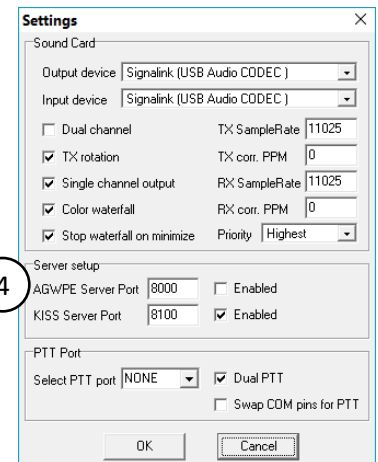 Settings
Sound Card
Output device Signalink (USB Audio CODEC )
Input device Signalink (USB Audio CODEC )
Dual channel TX SampleRate 11025
TX rotation TX corr. PPM 0
Single channel output RX SampleRate 11025
Color waterfall RX corr. PPM 0
Stop waterfall on minimize Priority Highest
Server setup
4 AGWPE Server Port 8000 Enabled
KISS Server Port 8100 Enabled
PTT Port
Select PTT port NONE Dual PTT
Swap COM pins for PTT
OK Cancel